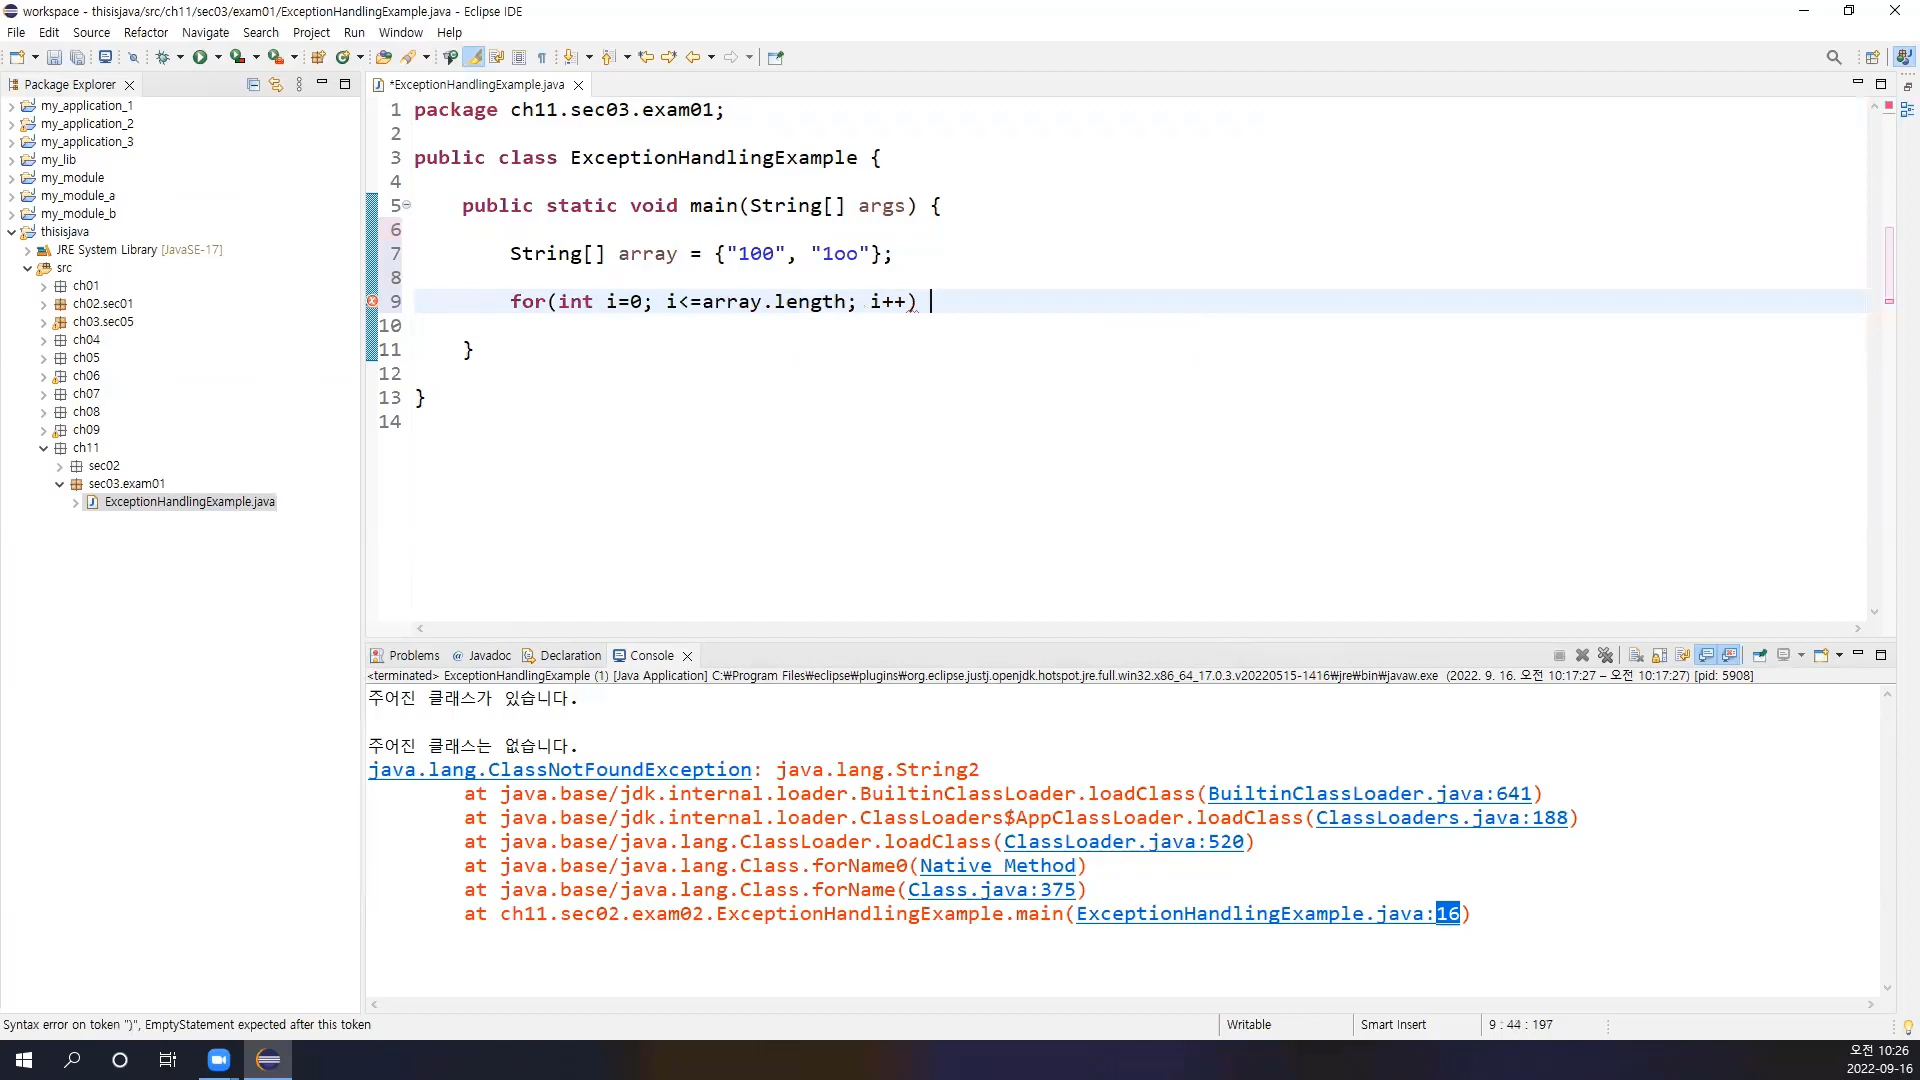 workspace - thisisjava/src/ch11/sec03/exam01/ExceptionHandlingExample.java - Eclipse IDE
File Edit Source Refactor Navigate Search Project Run Window Help
Package Explorer
my_application_1
my_application_2
my_application_3
my_lib
my_module
my_module_a
my_module_b
thisisjava
JRE System Library [JavaSE-17]
src
ch01
ch02.sec01
ch03.sec05
ch04
ch05
ch06
ch07
ch08
ch09
ch11
sec02
sec03.exam01
ExceptionHandlingExample.java
*ExceptionHandlingExample.java
1 package ch11.sec03.exam01;
2
3 public class ExceptionHandlingExample {
4
5 public static void main(String[] args) {
6
7 String[] array = {"100", "1oo"};
8
9 for(int i=0; i<=array.length; i++)
10
11 }
12
13 }
14
Problems @ Javadoc Declaration Console
<terminated> ExceptionHandlingExample (1) [Java Application] C:₩Program Files₩eclipse₩plugins₩org.eclipse.justj.openjdk.hotspot.jre.full.win32.x86_64_17.0.3.v20220515-1416₩jre₩bin₩javaw.exe (2022. 9. 16. 오전 10:17:27 – 오전 10:17:27) [pid: 5908]
주어진 클래스가 있습니다.
주어진 클래스는 없습니다.
java.lang.ClassNotFoundException: java.lang.String2
at java.base/jdk.internal.loader.BuiltinClassLoader.loadClass(BuiltinClassLoader.java:641)
at java.base/jdk.internal.loader.ClassLoaders$AppClassLoader.loadClass(ClassLoaders.java:188)
at java.base/java.lang.ClassLoader.loadClass(ClassLoader.java:520)
at java.base/java.lang.Class.forName0(Native Method)
at java.base/java.lang.Class.forName(Class.java:375)
at ch11.sec02.exam02.ExceptionHandlingExample.main(ExceptionHandlingExample.java:16)
Syntax error on token ")", EmptyStatement expected after this token
Writable
Smart Insert
9 : 44 : 197
오전 10:26
2022-09-16